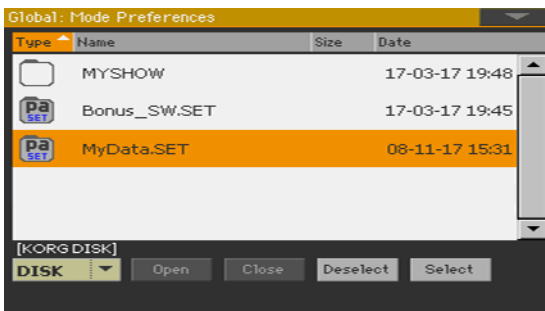 Global: Mode Preferences
Type Name Size Date
MYSHOW 17-03-17 19:48
pa SET Bonus_SW.SET 17-03-17 19:45
pa SET MyData.SET 08-11-17 15:31
[KORG DISK]
DISK Open Close Deselect Select